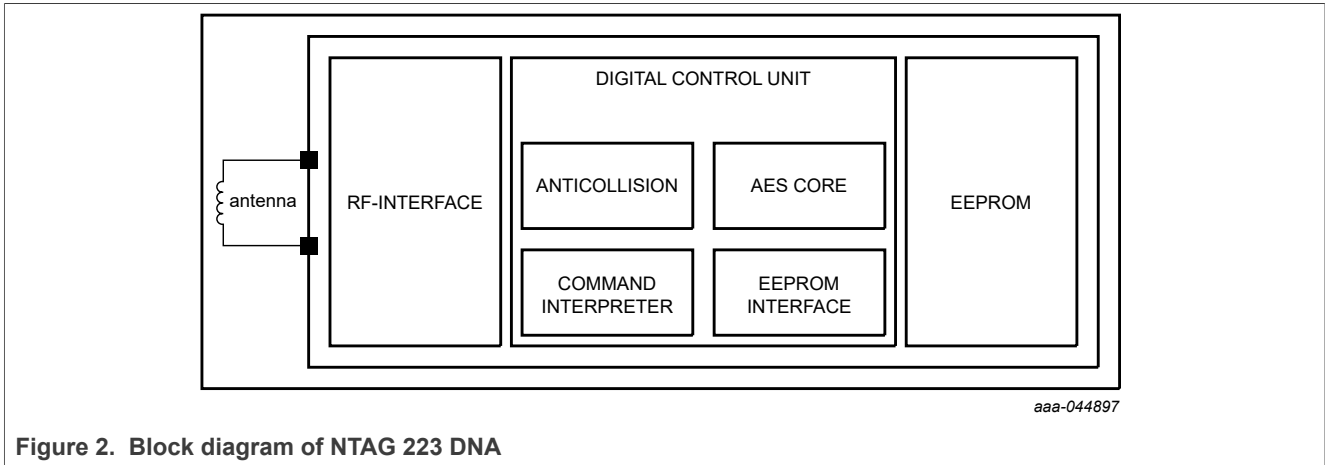 DIGITAL CONTROL UNIT
antenna
RF-INTERFACE
ANTICOLLISION
AES CORE
COMMAND
INTERPRETER
EEPROM
INTERFACE
EEPROM
aaa-044897
Figure 2. Block diagram of NTAG 223 DNA